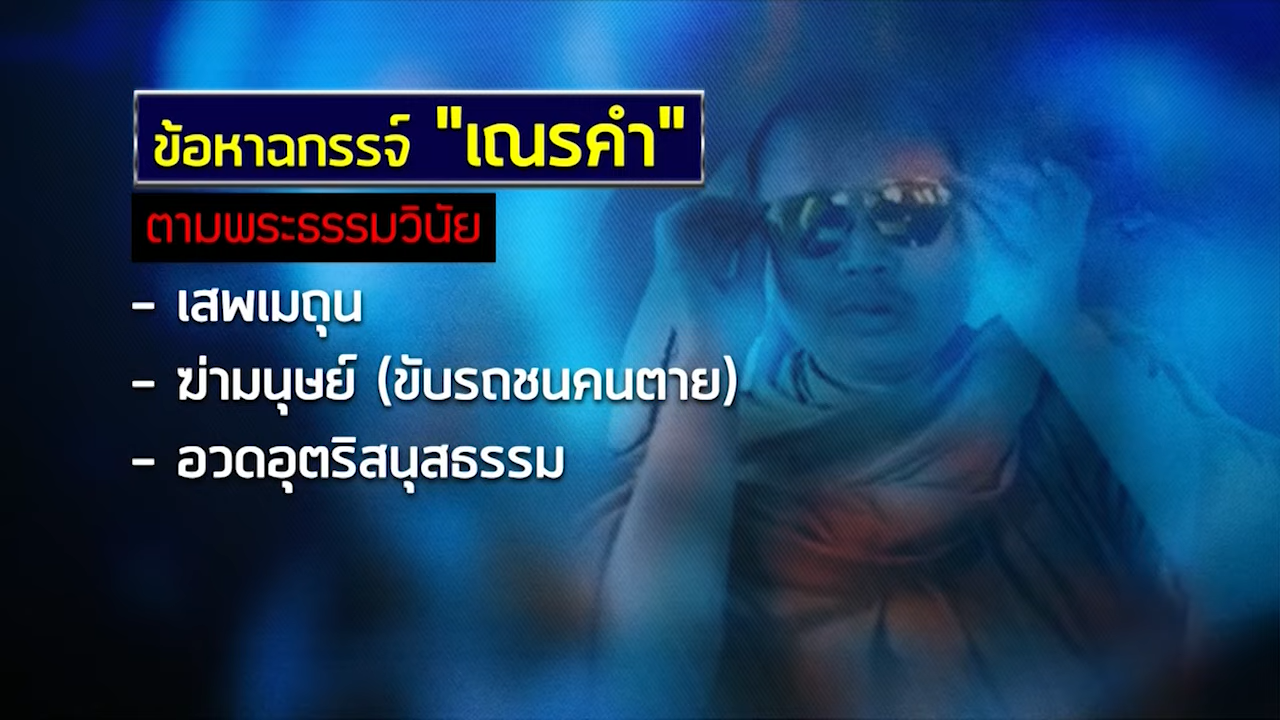 ข้อหาฉกรรจ์ "เณรคำ"
ตามพระธรรมวินัย
- เสพเมถุน
- ฆ่ามนุษย์ (ขับรถชนคนตาย)
- อวดอุตริสนุสธรรม